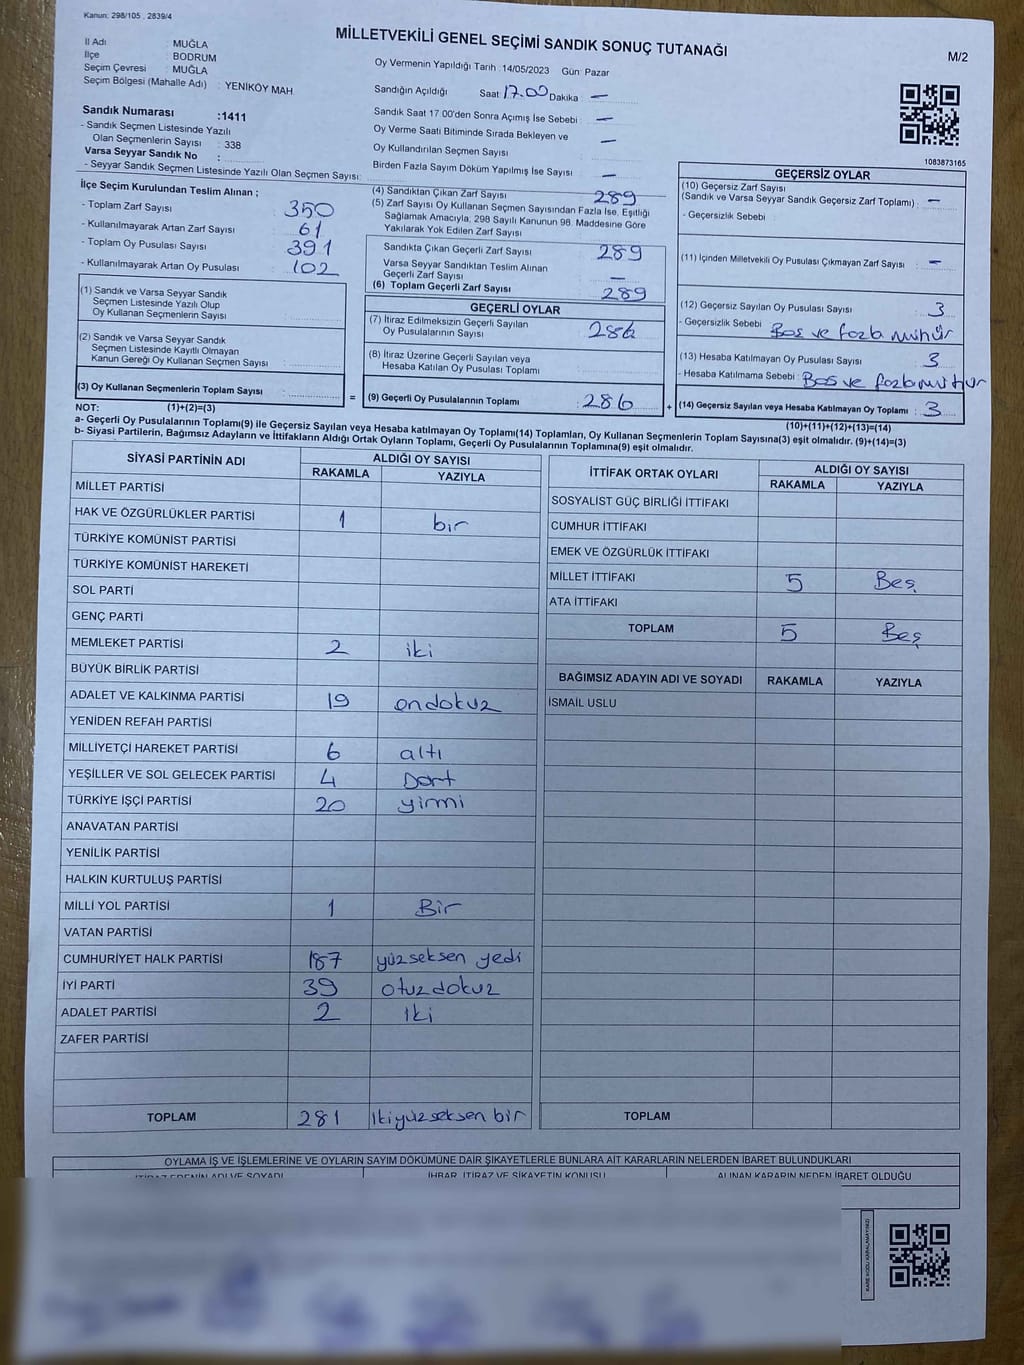 Kanun: 298/105 , 2839/4
MİLLETVEKİLİ GENEL SEÇİMİ SANDIK SONUÇ TUTANAĞI
M/2
İl Adı : MUĞLA
İlçe : BODRUM
Seçim Çevresi : MUĞLA
Seçim Bölgesi (Mahalle Adı) : YENİKÖY MAH
Sandık Numarası :1411
- Sandık Seçmen Listesinde Yazılı
Olan Seçmenlerin Sayısı : 338
Varsa Seyyar Sandık No :
- Seyyar Sandık Seçmen Listesinde Yazılı Olan Seçmen Sayısı:
Oy Vermenin Yapıldığı Tarih :14/05/2023 Gün: Pazar
Sandığın Açıldığı Saat: 17.00 Dakika : —
Sandık Saat 17.00'den Sonra Açımış İse Sebebi : —
Oy Verme Saati Bitiminde Sırada Bekleyen ve
Oy Kullandırılan Seçmen Sayısı : —
Birden Fazla Sayım Döküm Yapılmış İse Sayısı : —
1083873165
İlçe Seçim Kurulundan Teslim Alınan ;
- Toplam Zarf Sayısı : 350
- Kullanılmayarak Artan Zarf Sayısı : 61
- Toplam Oy Pusulası Sayısı : 391
- Kullanılmayarak Artan Oy Pusulası : 102
(1) Sandık ve Varsa Seyyar Sandık
Seçmen Listesinde Yazılı Olup
Oy Kullanan Seçmenlerin Sayısı :
(2) Sandık ve Varsa Seyyar Sandık
Seçmen Listesinde Kayıtlı Olmayan
Kanun Gereği Oy Kullanan Seçmen Sayısı :
(3) Oy Kullanan Seçmenlerin Toplam Sayısı :
(1)+(2)=(3)
(4) Sandıktan Çıkan Zarf Sayısı : 289
(5) Zarf Sayısı Oy Kullanan Seçmen Sayısından Fazla İse, Eşitliği
Sağlamak Amacıyla; 298 Sayılı Kanunun 98. Maddesine Göre
Yakılarak Yok Edilen Zarf Sayısı :
Sandıkta Çıkan Geçerli Zarf Sayısı : 289
Varsa Seyyar Sandıktan Teslim Alınan
Geçerli Zarf Sayısı : —
(6) Toplam Geçerli Zarf Sayısı : 289
GEÇERLİ OYLAR
(7) İtiraz Edilmeksizin Geçerli Sayılan
Oy Pusulalarının Sayısı : 286
(8) İtiraz Üzerine Geçerli Sayılan veya
Hesaba Katılan Oy Pusulası Toplamı :
= (9) Geçerli Oy Pusulalarının Toplamı : 286 +
GEÇERSİZ OYLAR
(10) Geçersiz Zarf Sayısı
(Sandık ve Varsa Seyyar Sandık Geçersiz Zarf Toplamı) : —
- Geçersizlik Sebebi :
(11) İçinden Milletvekili Oy Pusulası Çıkmayan Zarf Sayısı : —
(12) Geçersiz Sayılan Oy Pusulası Sayısı : 3
- Geçersizlik Sebebi : Boş ve fazla mühür
(13) Hesaba Katılmayan Oy Pusulası Sayısı : 3
- Hesaba Katılmama Sebebi : Boş ve fazla mühür
(14) Geçersiz Sayılan veya Hesaba Katılmayan Oy Toplamı : 3
(10)+(11)+(12)+(13)=(14)
NOT:
a- Geçerli Oy Pusulalarının Toplamı(9) ile Geçersiz Sayılan veya Hesaba katılmayan Oy Toplamı(14) Toplamları, Oy Kullanan Seçmenlerin Toplam Sayısına(3) eşit olmalıdır. (9)+(14)=(3)
b- Siyasi Partilerin, Bağımsız Adayların ve İttifakların Aldığı Ortak Oyların Toplamı, Geçerli Oy Pusulalarının Toplamına(9) eşit olmalıdır.
SİYASİ PARTİNİN ADI ALDIĞI OY SAYISI
RAKAMLA YAZIYLA
MİLLET PARTİSİ
HAK VE ÖZGÜRLÜKLER PARTİSİ 1 bir
TÜRKİYE KOMÜNİST PARTİSİ
TÜRKİYE KOMÜNİST HAREKETİ
SOL PARTİ
GENÇ PARTİ
MEMLEKET PARTİSİ 2 iki
BÜYÜK BİRLİK PARTİSİ
ADALET VE KALKINMA PARTİSİ 19 ondokuz
YENİDEN REFAH PARTİSİ
MİLLİYETÇİ HAREKET PARTİSİ 6 altı
YEŞİLLER VE SOL GELECEK PARTİSİ 4 Dört
TÜRKİYE İŞÇİ PARTİSİ 20 yirmi
ANAVATAN PARTİSİ
YENİLİK PARTİSİ
HALKIN KURTULUŞ PARTİSİ
MİLLİ YOL PARTİSİ 1 Bir
VATAN PARTİSİ
CUMHURİYET HALK PARTİSİ 187 yüzseksen yedi
İYİ PARTİ 39 otuzdokuz
ADALET PARTİSİ 2 İki
ZAFER PARTİSİ
TOPLAM 281 İkiyüzseksen bir
İTTİFAK ORTAK OYLARI ALDIĞI OY SAYISI
RAKAMLA YAZIYLA
SOSYALIST GÜÇ BİRLİĞİ İTTİFAKI
CUMHUR İTTİFAKI
EMEK VE ÖZGÜRLÜK İTTİFAKI
MİLLET İTTİFAKI 5 Beş
ATA İTTİFAKI
TOPLAM 5 Beş
BAĞIMSIZ ADAYIN ADI VE SOYADI RAKAMLA YAZIYLA
İSMAİL USLU
TOPLAM
OYLAMA İŞ VE İŞLEMLERİNE VE OYLARIN SAYIM DÖKÜMÜNE DAİR ŞİKAYETLERLE BUNLARA AİT KARARLARIN NELERDEN İBARET BULUNDUKLARI
İTİRAZ EDENİN ADI VE SOYADI İHBAR, İTİRAZ VE ŞİKAYETİN KONUSU ALINAN KARARIN NEDEN İBARET OLDUĞU